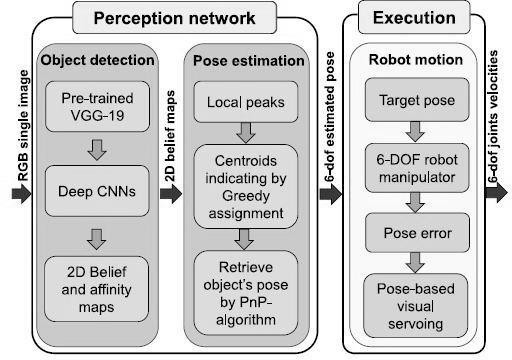 Perception network
Execution
RGB single image
Object detection
Pre-trained
VGG-19
Deep CNNs
2D Belief
and affinity
maps
2D belief maps
Pose estimation
Local peaks
Centroids
indicating by
Greedy
assignment
Retrieve
object's pose
by PnP-
algorithm
6-dof estimated pose
Robot motion
Target pose
6-DOF robot
manipulator
Pose error
Pose-based
visual
servoing
6-dof joints velocities